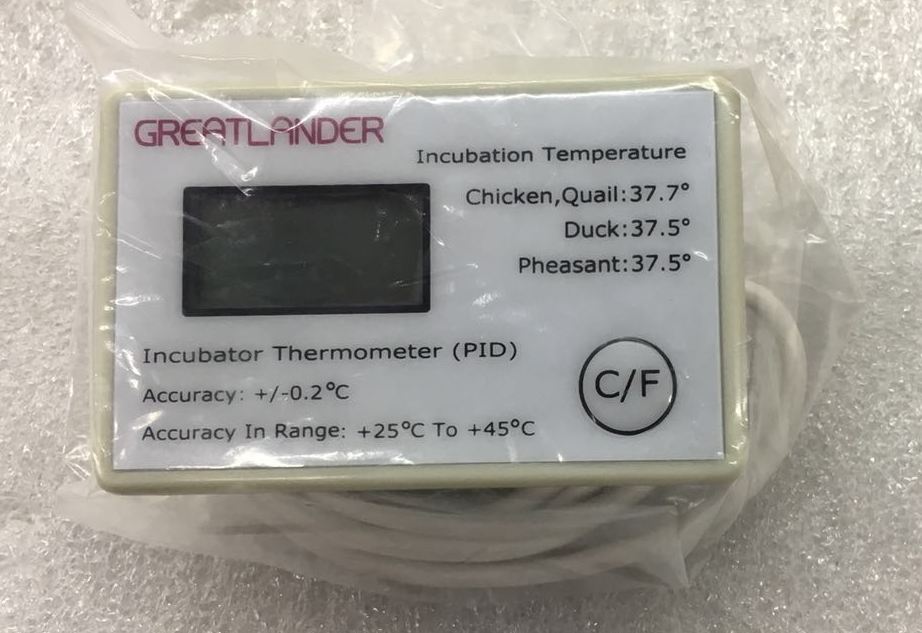 GREATLANDER
Incubation Temperature
Chicken,Quail:37.7°
Duck:37.5°
Pheasant:37.5°
Incubator Thermometer (PID)
Accuracy: +/-0.2°C
Accuracy In Range: +25°C To +45°C
C/F